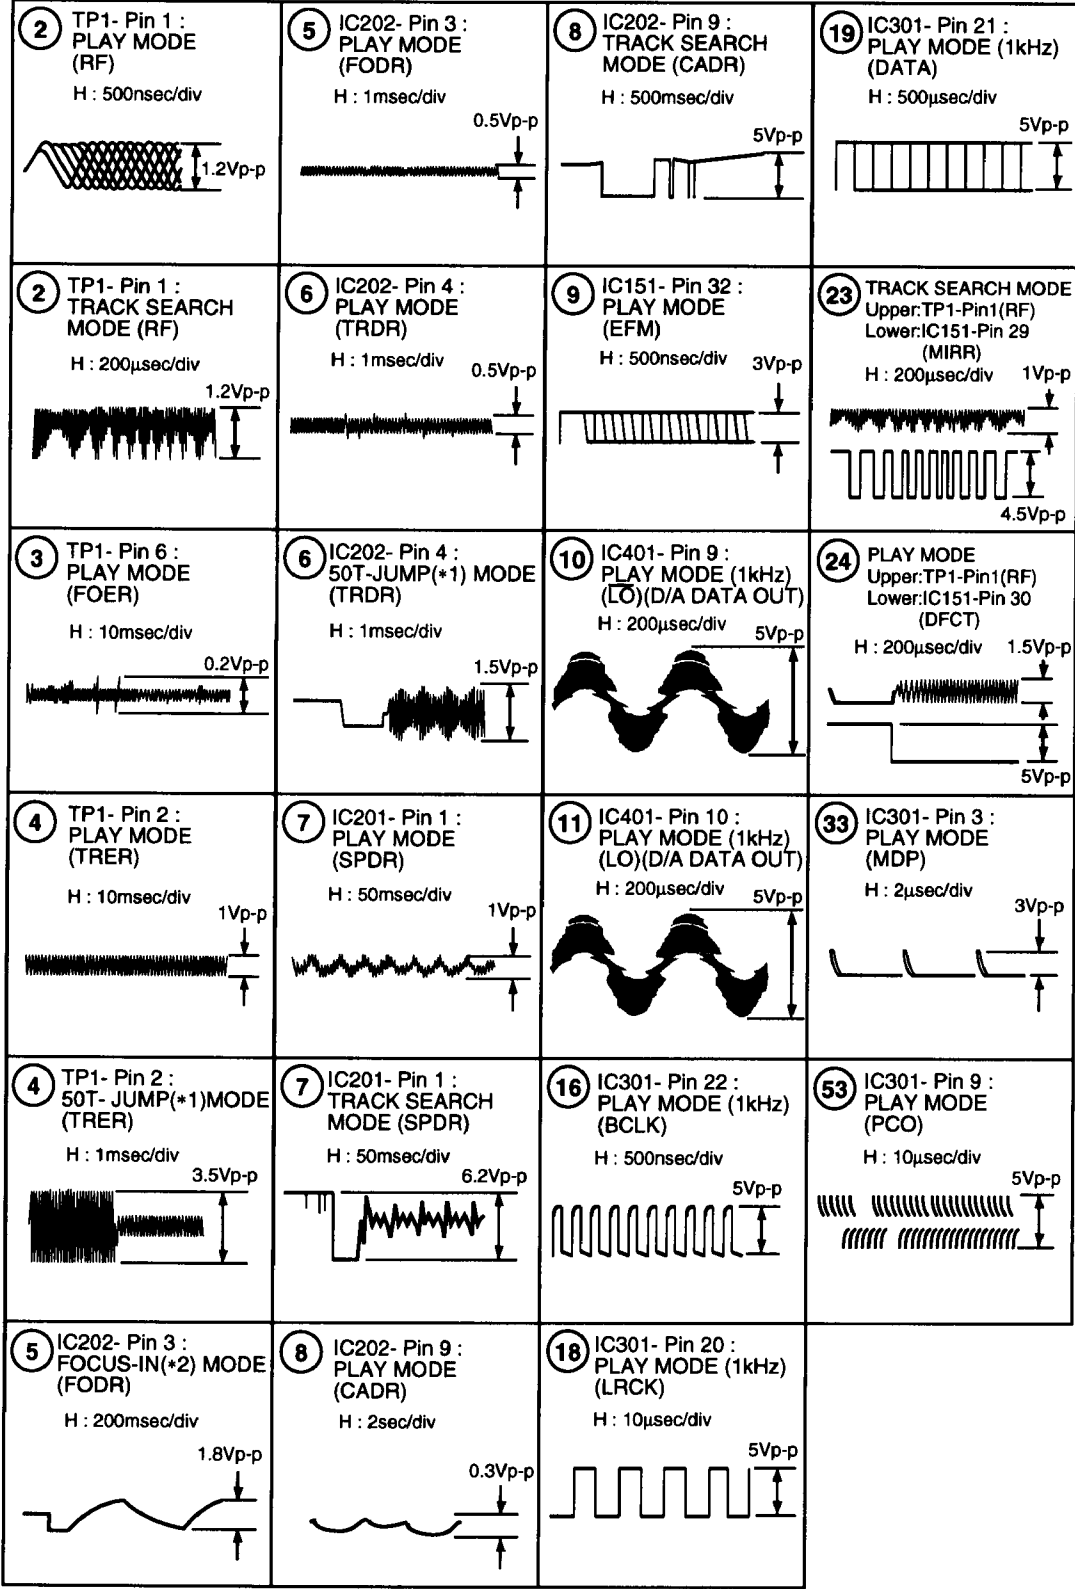 2 TP1- Pin 1 :
PLAY MODE
(RF)
H : 500nsec/div
1.2Vp-p
2 TP1- Pin 1 :
TRACK SEARCH
MODE (RF)
H : 200µsec/div
1.2Vp-p
3 TP1- Pin 6 :
PLAY MODE
(FOER)
H : 10msec/div
0.2Vp-p
4 TP1- Pin 2 :
PLAY MODE
(TRER)
H : 10msec/div
1Vp-p
4 TP1- Pin 2 :
50T- JUMP(*1)MODE
(TRER)
H : 1msec/div
3.5Vp-p
5 IC202- Pin 3 :
FOCUS-IN(*2) MODE
(FODR)
H : 200msec/div
1.8Vp-p
5 IC202- Pin 3 :
PLAY MODE
(FODR)
H : 1msec/div
0.5Vp-p
6 IC202- Pin 4 :
PLAY MODE
(TRDR)
H : 1msec/div
0.5Vp-p
6 IC202- Pin 4 :
50T-JUMP(*1) MODE
(TRDR)
H : 1msec/div
1.5Vp-p
7 IC201- Pin 1 :
PLAY MODE
(SPDR)
H : 50msec/div
1Vp-p
7 IC201- Pin 1 :
TRACK SEARCH
MODE (SPDR)
H : 50msec/div
6.2Vp-p
8 IC202- Pin 9 :
PLAY MODE
(CADR)
H : 2sec/div
0.3Vp-p
8 IC202- Pin 9 :
TRACK SEARCH
MODE (CADR)
H : 500msec/div
5Vp-p
9 IC151- Pin 32 :
PLAY MODE
(EFM)
H : 500nsec/div
3Vp-p
10 IC401- Pin 9 :
PLAY MODE (1kHz)
(L̅O̅)(D/A DATA OUT)
H : 200µsec/div
5Vp-p
11 IC401- Pin 10 :
PLAY MODE (1kHz)
(LO)(D/A DATA OUT)
H : 200µsec/div
5Vp-p
16 IC301- Pin 22 :
PLAY MODE (1kHz)
(BCLK)
H : 500nsec/div
5Vp-p
18 IC301- Pin 20 :
PLAY MODE (1kHz)
(LRCK)
H : 10µsec/div
5Vp-p
19 IC301- Pin 21 :
PLAY MODE (1kHz)
(DATA)
H : 500µsec/div
5Vp-p
23 TRACK SEARCH MODE
Upper:TP1-Pin1(RF)
Lower:IC151-Pin 29
(MIRR)
H : 200µsec/div
1Vp-p
4.5Vp-p
24 PLAY MODE
Upper:TP1-Pin1(RF)
Lower:IC151-Pin 30
(DFCT)
H : 200µsec/div
1.5Vp-p
5Vp-p
33 IC301- Pin 3 :
PLAY MODE
(MDP)
H : 2µsec/div
3Vp-p
53 IC301- Pin 9 :
PLAY MODE
(PCO)
H : 10µsec/div
5Vp-p